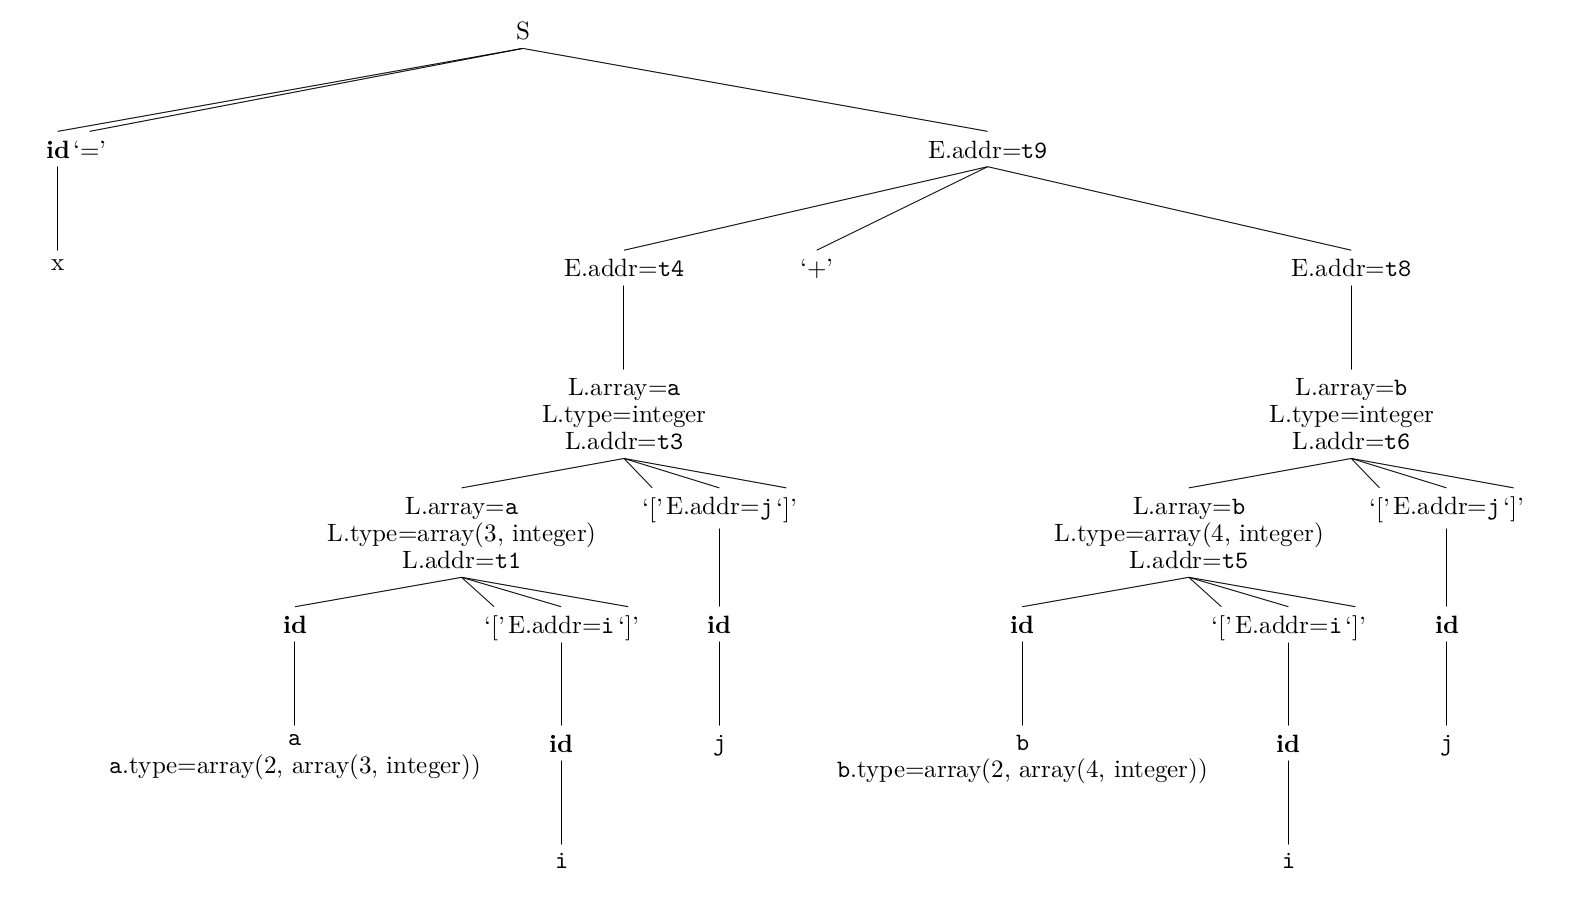 S
id ‘=’ E.addr=t9
x E.addr=t4 ‘+’ E.addr=t8
L.array=a L.array=b
L.type=integer L.type=integer
L.addr=t3 L.addr=t6
L.array=a ‘[’ E.addr=j ‘]’ L.array=b ‘[’ E.addr=j ‘]’
L.type=array(3, integer) L.type=array(4, integer)
L.addr=t1 L.addr=t5
id ‘[’ E.addr=i ‘]’ id id ‘[’ E.addr=i ‘]’ id
a id j b id j
a.type=array(2, array(3, integer)) b.type=array(2, array(4, integer))
i i